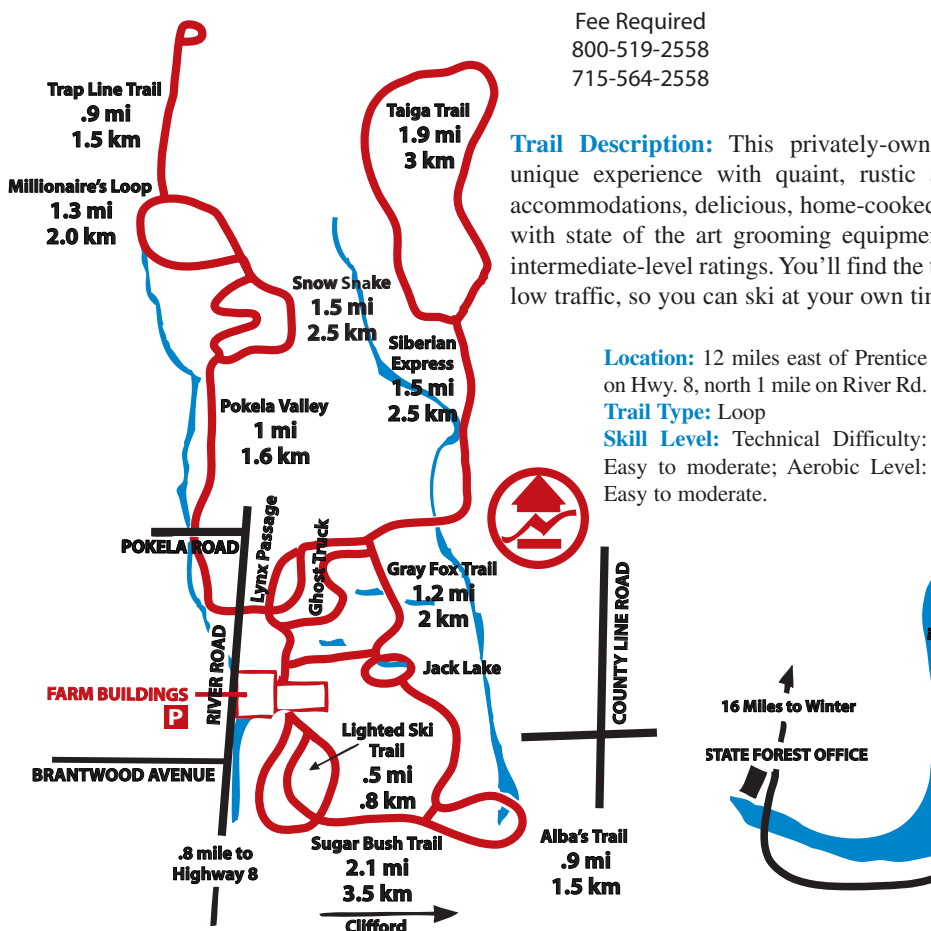 Fee Required
800-519-2558
715-564-2558
Trap Line Trail
.9 mi
1.5 km
Taiga Trail
1.9 mi
3 km
Trail Description: This privately-own
unique experience with quaint, rustic
accommodations, delicious, home-cooked
with state of the art grooming equipmen
intermediate-level ratings. You'll find the
low traffic, so you can ski at your own tin
Millionaire's Loop
1.3 mi
2.0 km
Snow Shake
1.5 mi
2.5 km
Siberian
Express
1.5 mi
2.5 km
Location: 12 miles east of Prentice
on Hwy. 8, north 1 mile on River Rd.
Trail Type: Loop
Skill Level: Technical Difficulty:
Easy to moderate; Aerobic Level:
Easy to moderate.
Pokela Valley
1 mi
1.6 km
POKELA ROAD
Lynx Passage
Ghost Truck
Gray Fox Trail
1.2 mi
2 km
COUNTY LINE ROAD
RIVER ROAD
Jack Lake
FARM BUILDINGS
P
BRANTWOOD AVENUE
Lighted Ski
Trail
.5 mi
.8 km
16 Miles to Winter
STATE FOREST OFFICE
.8 mile to
Highway 8
Sugar Bush Trail
2.1 mi
3.5 km
Alba's Trail
.9 mi
1.5 km
Clifford